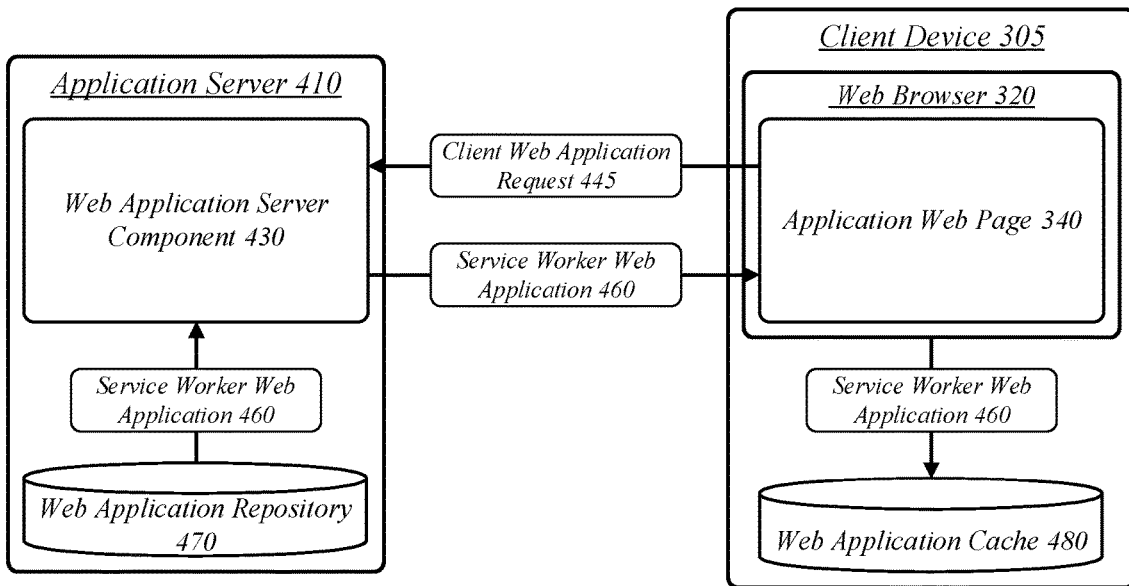 Application Server 410
Web Application Server
Component 430
Service Worker Web
Application 460
Web Application Repository
470
Client Web Application
Request 445
Service Worker Web
Application 460
Client Device 305
Web Browser 320
Application Web Page 340
Service Worker Web
Application 460
Web Application Cache 480